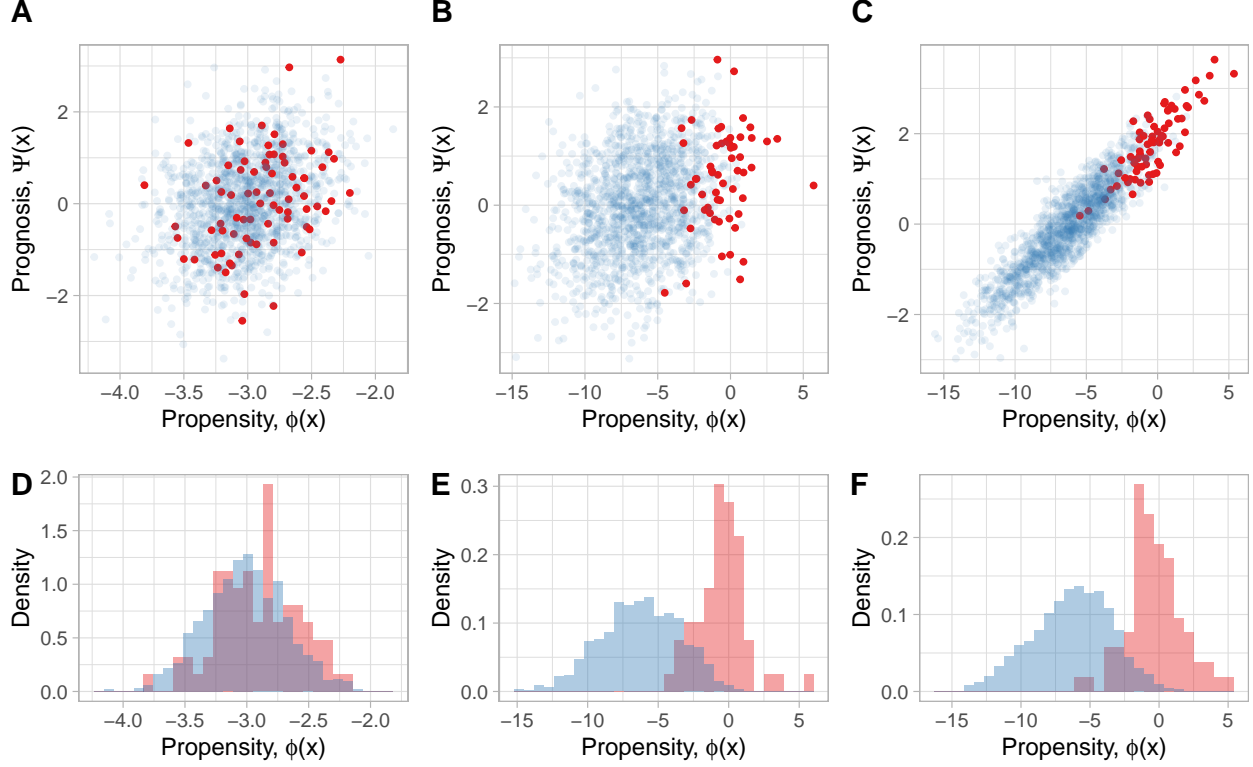 A
B
C
Prognosis, Ψ(x)
2
0
−2
−4.0 −3.5 −3.0 −2.5 −2.0
Propensity, ϕ(x)
Prognosis, Ψ(x)
2
0
−2
−15 −10 −5 0 5
Propensity, ϕ(x)
Prognosis, Ψ(x)
2
0
−2
−15 −10 −5 0 5
Propensity, ϕ(x)
D
Density
2.0
1.5
1.0
0.5
0.0
−4.0 −3.5 −3.0 −2.5 −2.0
Propensity, ϕ(x)
E
Density
0.3
0.2
0.1
0.0
−15 −10 −5 0 5
Propensity, ϕ(x)
F
Density
0.2
0.1
0.0
−15 −10 −5 0 5
Propensity, ϕ(x)